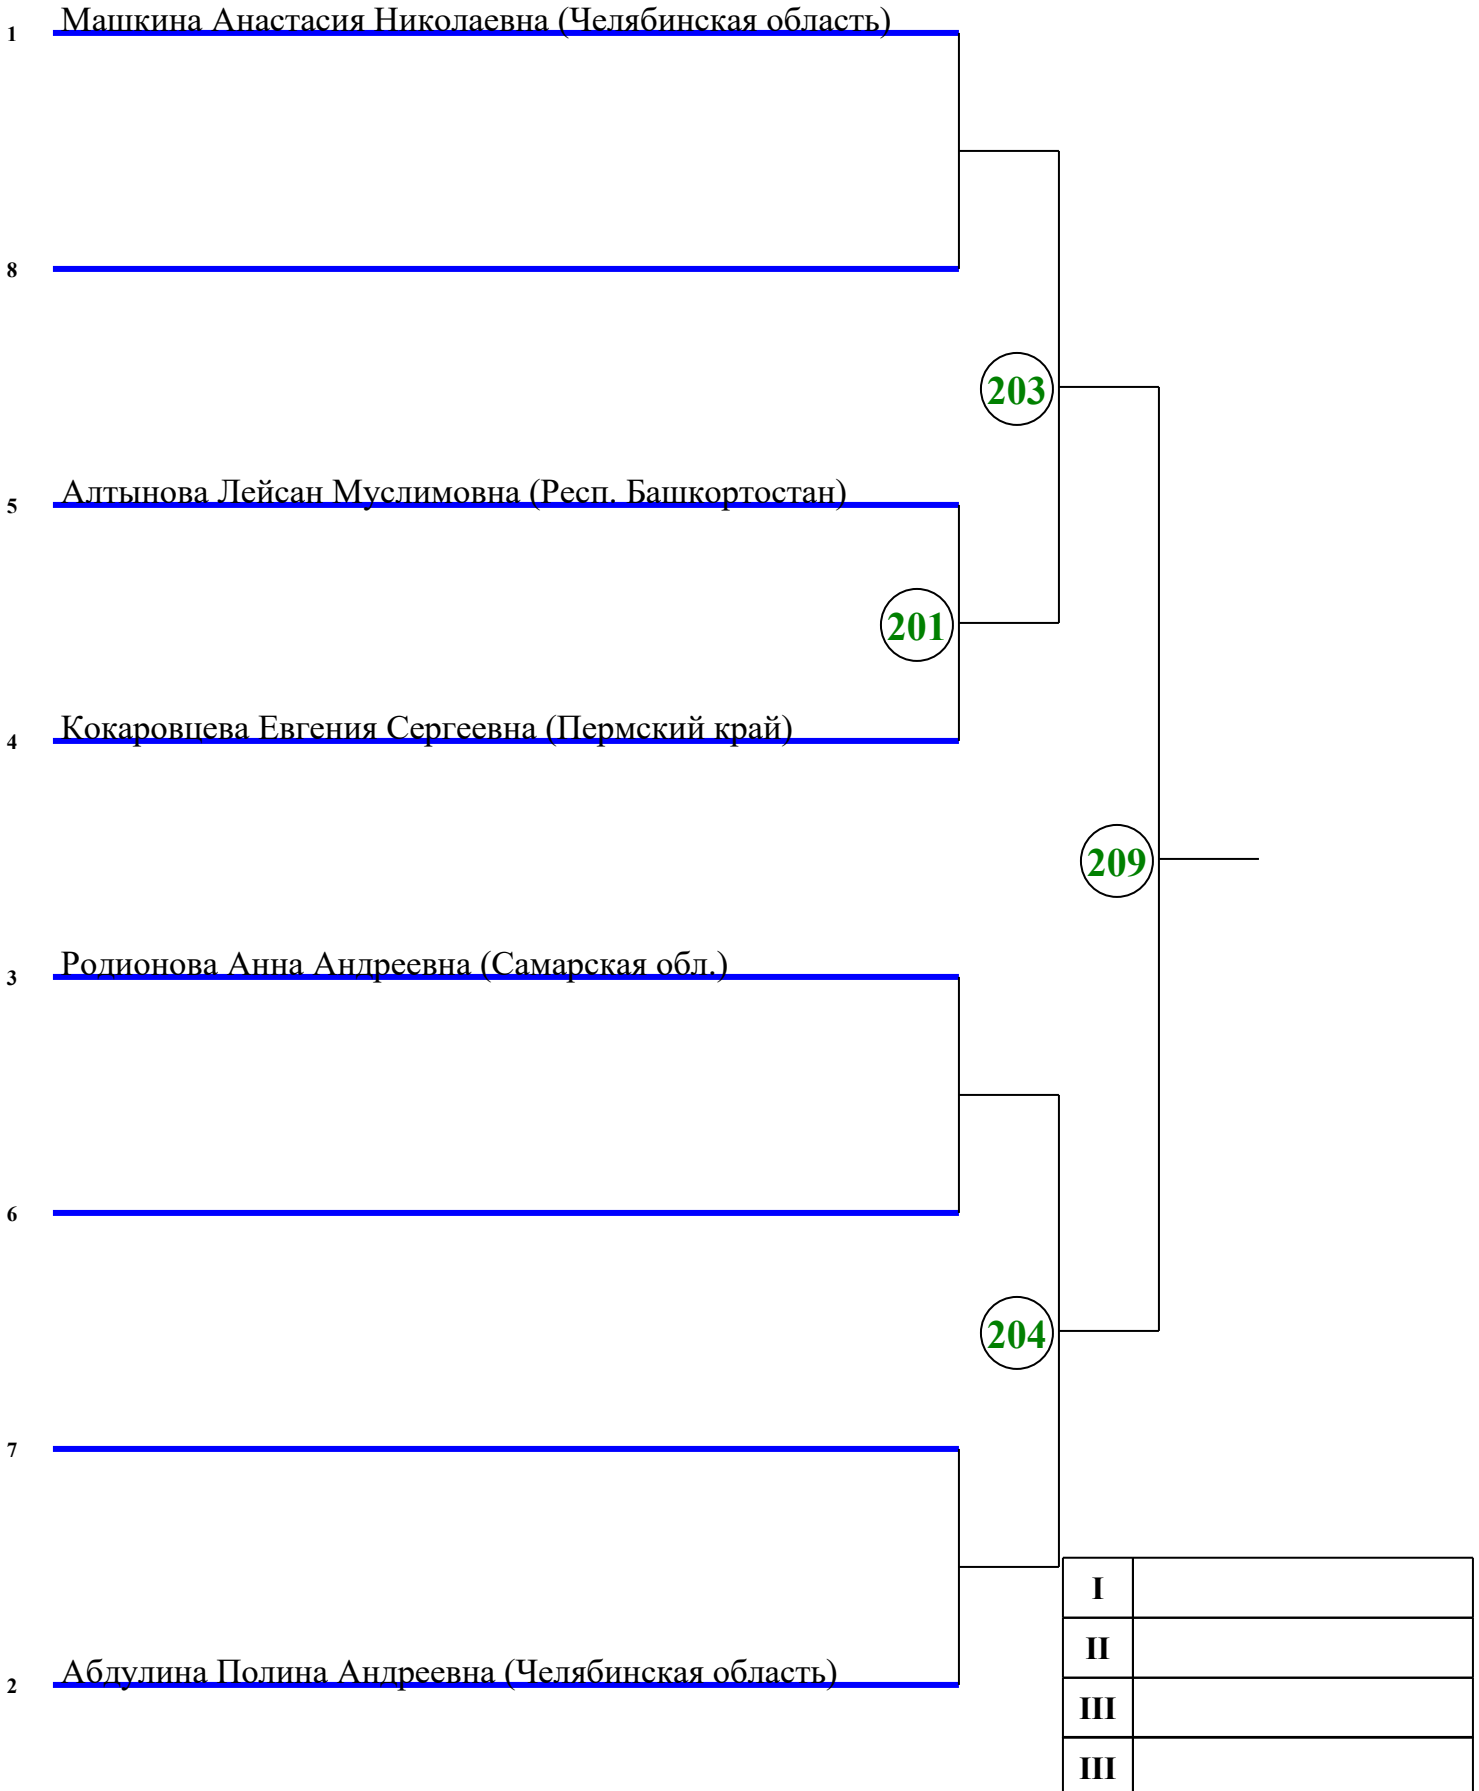 1 Машкина Анастасия Николаевна (Челябинская область)
8
203
5 Алтынова Лейсан Муслимовна (Респ. Башкортостан)
201
4 Кокаровцева Евгения Сергеевна (Пермский край)
209
3 Родионова Анна Андреевна (Самарская обл.)
6
204
7
I
II
2 Абдулина Полина Андреевна (Челябинская область)
III
III